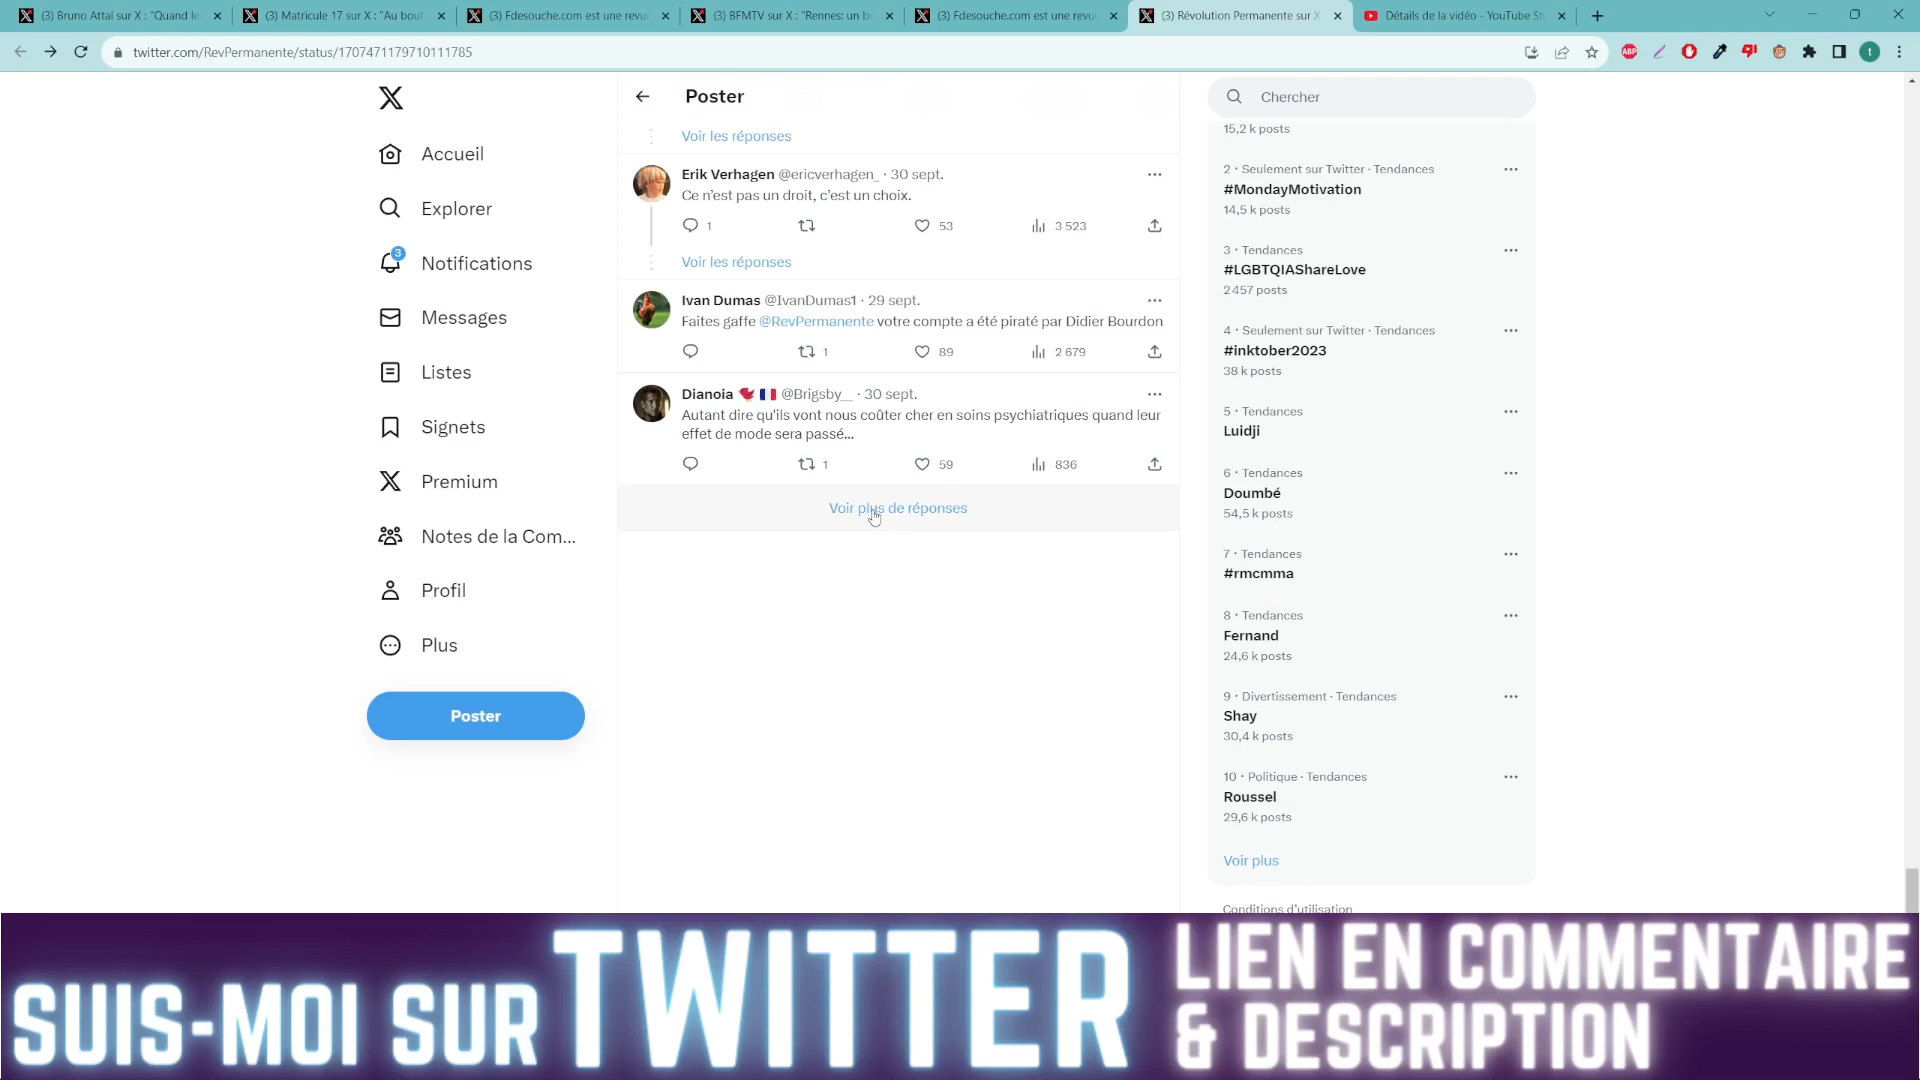 (3) Bruno Attal sur X : "Quand le
(3) Matricule 17 sur X : "Au bout
(3) Fdesouche.com est une revu
(3) BFMTV sur X : "Rennes: un b
(3) Fdesouche.com est une revu
(3) Révolution Permanente sur X
Détails de la vidéo - YouTube St
twitter.com/RevPermanente/status/1707471179710111785
ABP
t
Accueil
Explorer
3
Notifications
Messages
Listes
Signets
Premium
Notes de la Com...
Profil
Plus
Poster
Poster
Voir les réponses
Erik Verhagen @ericverhagen_ · 30 sept.
Ce n'est pas un droit, c'est un choix.
1 53 3 523
Voir les réponses
Ivan Dumas @IvanDumas1 · 29 sept.
Faites gaffe @RevPermanente votre compte a été piraté par Didier Bourdon
1 89 2 679
Dianoia @Brigsby__ · 30 sept.
Autant dire qu'ils vont nous coûter cher en soins psychiatriques quand leur
effet de mode sera passé...
1 59 836
Voir plus de réponses
Chercher
15,2 k posts
2 · Seulement sur Twitter · Tendances
#MondayMotivation
14,5 k posts
3 · Tendances
#LGBTQIAShareLove
2 457 posts
4 · Seulement sur Twitter · Tendances
#inktober2023
38 k posts
5 · Tendances
Luidji
6 · Tendances
Doumbé
54,5 k posts
7 · Tendances
#rmcmma
8 · Tendances
Fernand
24,6 k posts
9 · Divertissement · Tendances
Shay
30,4 k posts
10 · Politique · Tendances
Roussel
29,6 k posts
Voir plus
Conditions d'utilisation
SUIS-MOI SUR TWITTER
LIEN EN COMMENTAIRE
& DESCRIPTION